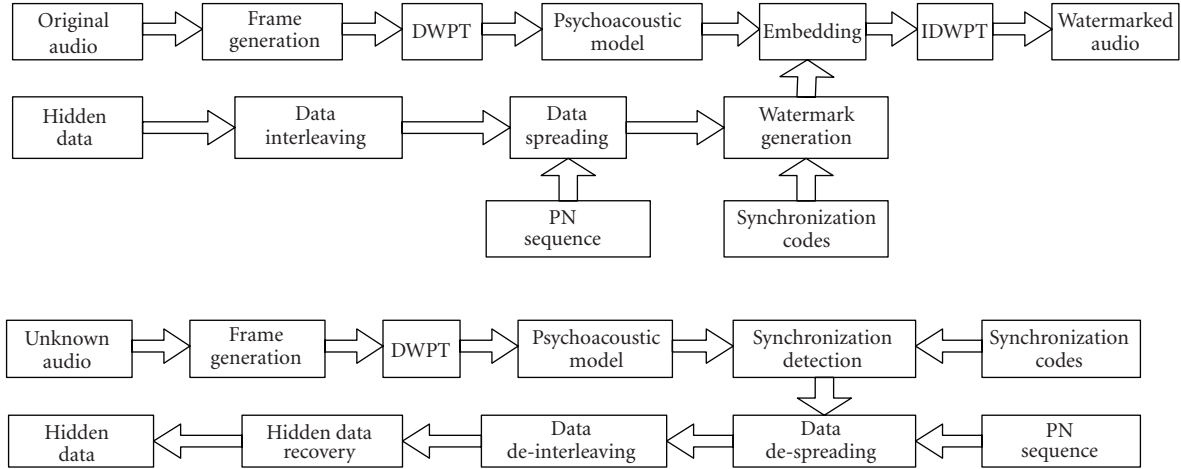 Original
audio
Frame
generation
DWPT
Psychoacoustic
model
Embedding
IDWPT
Watermarked
audio
Hidden
data
Data
interleaving
Data
spreading
Watermark
generation
PN
sequence
Synchronization
codes
Unknown
audio
Frame
generation
DWPT
Psychoacoustic
model
Synchronization
detection
Synchronization
codes
Hidden
data
Hidden data
recovery
Data
de-interleaving
Data
de-spreading
PN
sequence